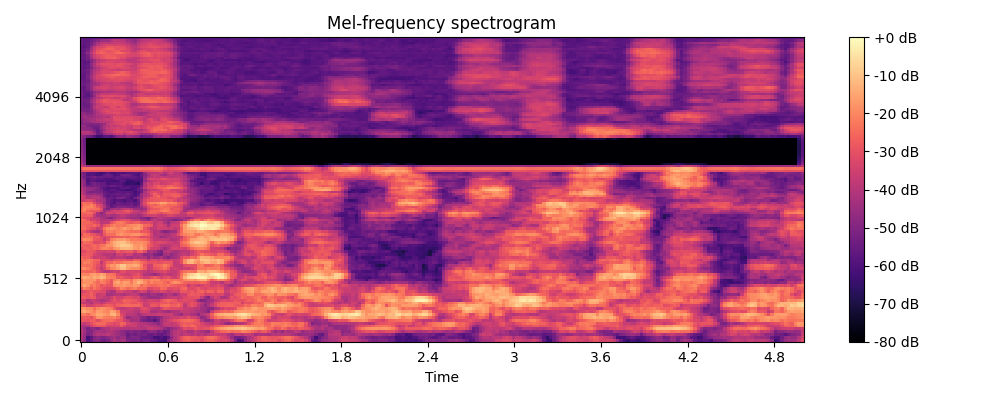 Mel-frequency spectrogram
+0 dB
-10 dB
-20 dB
-30 dB
-40 dB
-50 dB
-60 dB
-70 dB
-80 dB
Hz
4096
2048
1024
512
0
0 0.6 1.2 1.8 2.4 3 3.6 4.2 4.8
Time